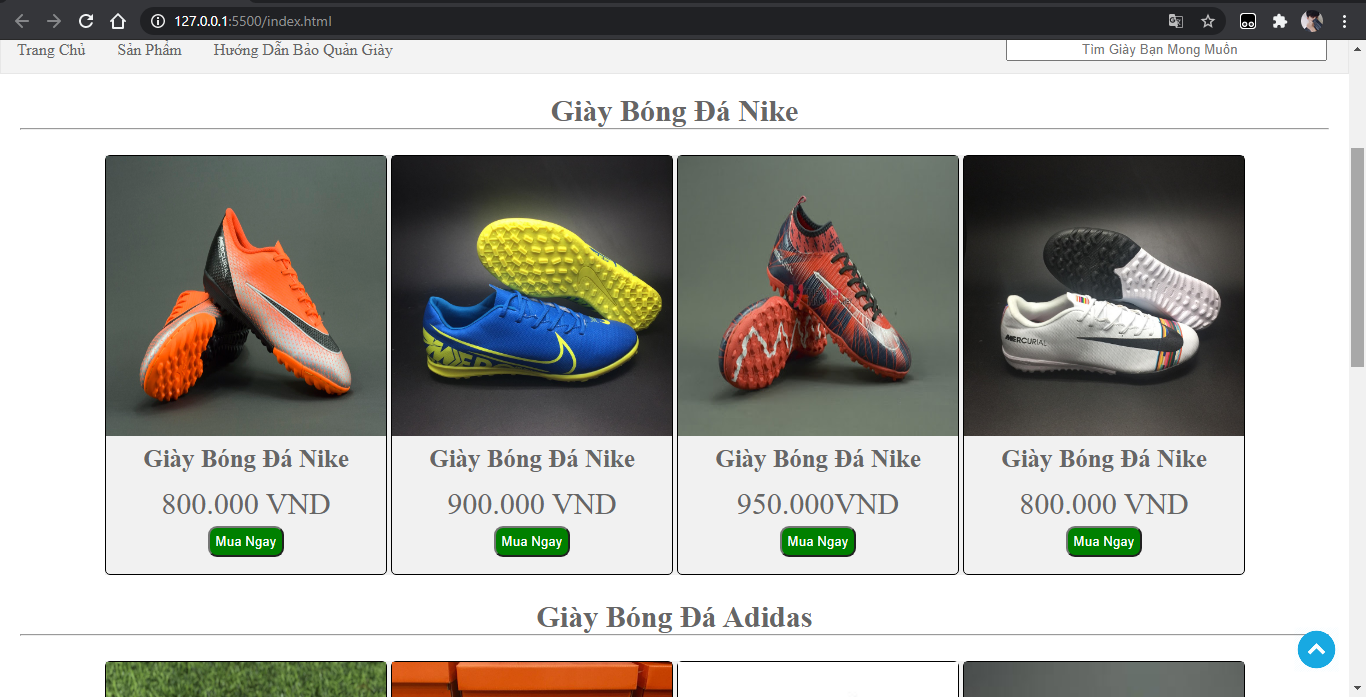 127.0.0.1:5500/index.html
Trang Chủ Sản Phẩm Hướng Dẫn Bảo Quản Giày Tìm Giày Bạn Mong Muốn
Giày Bóng Đá Nike
MERCURIAL
Giày Bóng Đá Nike Giày Bóng Đá Nike Giày Bóng Đá Nike Giày Bóng Đá Nike
800.000 VND 900.000 VND 950.000VND 800.000 VND
Mua Ngay Mua Ngay Mua Ngay Mua Ngay
Giày Bóng Đá Adidas